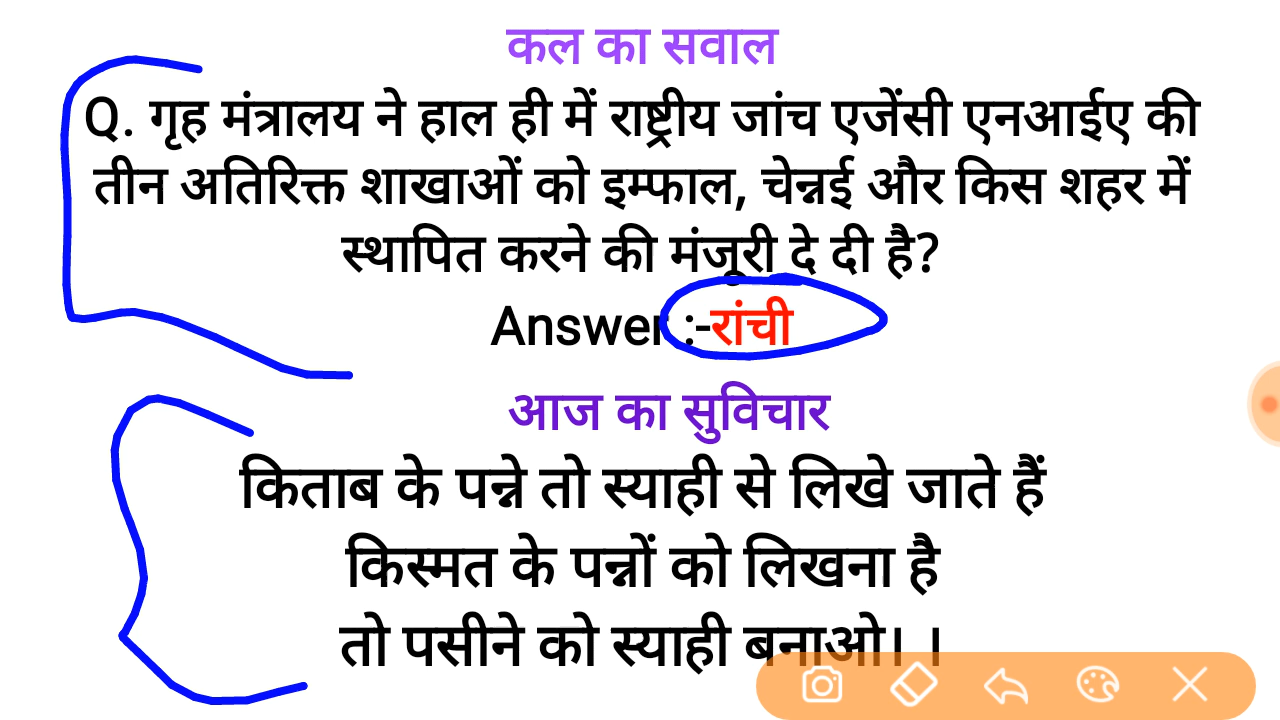 कल का सवाल
Q. गृह मंत्रालय ने हाल ही में राष्ट्रीय जांच एजेंसी एनआईए की
तीन अतिरिक्त शाखाओं को इम्फाल, चेन्नई और किस शहर में
स्थापित करने की मंजूरी दे दी है?
Answer :-रांची
आज का सुविचार
किताब के पन्ने तो स्याही से लिखे जाते हैं
किस्मत के पन्नों को लिखना है
तो पसीने को स्याही बनाओ। ।